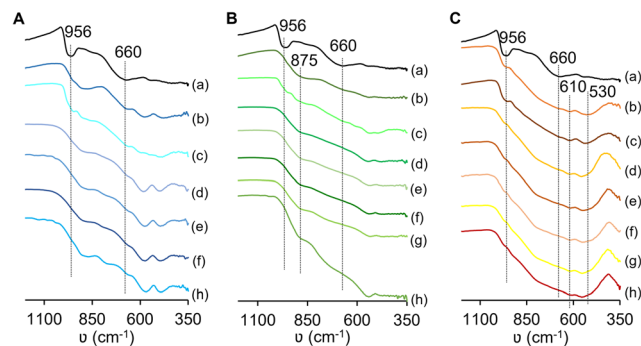 A
956
660
(a)
(b)
(c)
(d)
(e)
(f)
(h)
1100 850 600 350
υ (cm-1)
B
956
875
660
(a)
(b)
(c)
(d)
(e)
(f)
(g)
(h)
1100 850 600 350
υ (cm-1)
C
956
660
610
530
(a)
(b)
(c)
(d)
(e)
(f)
(g)
(h)
1100 850 600 350
υ (cm-1)